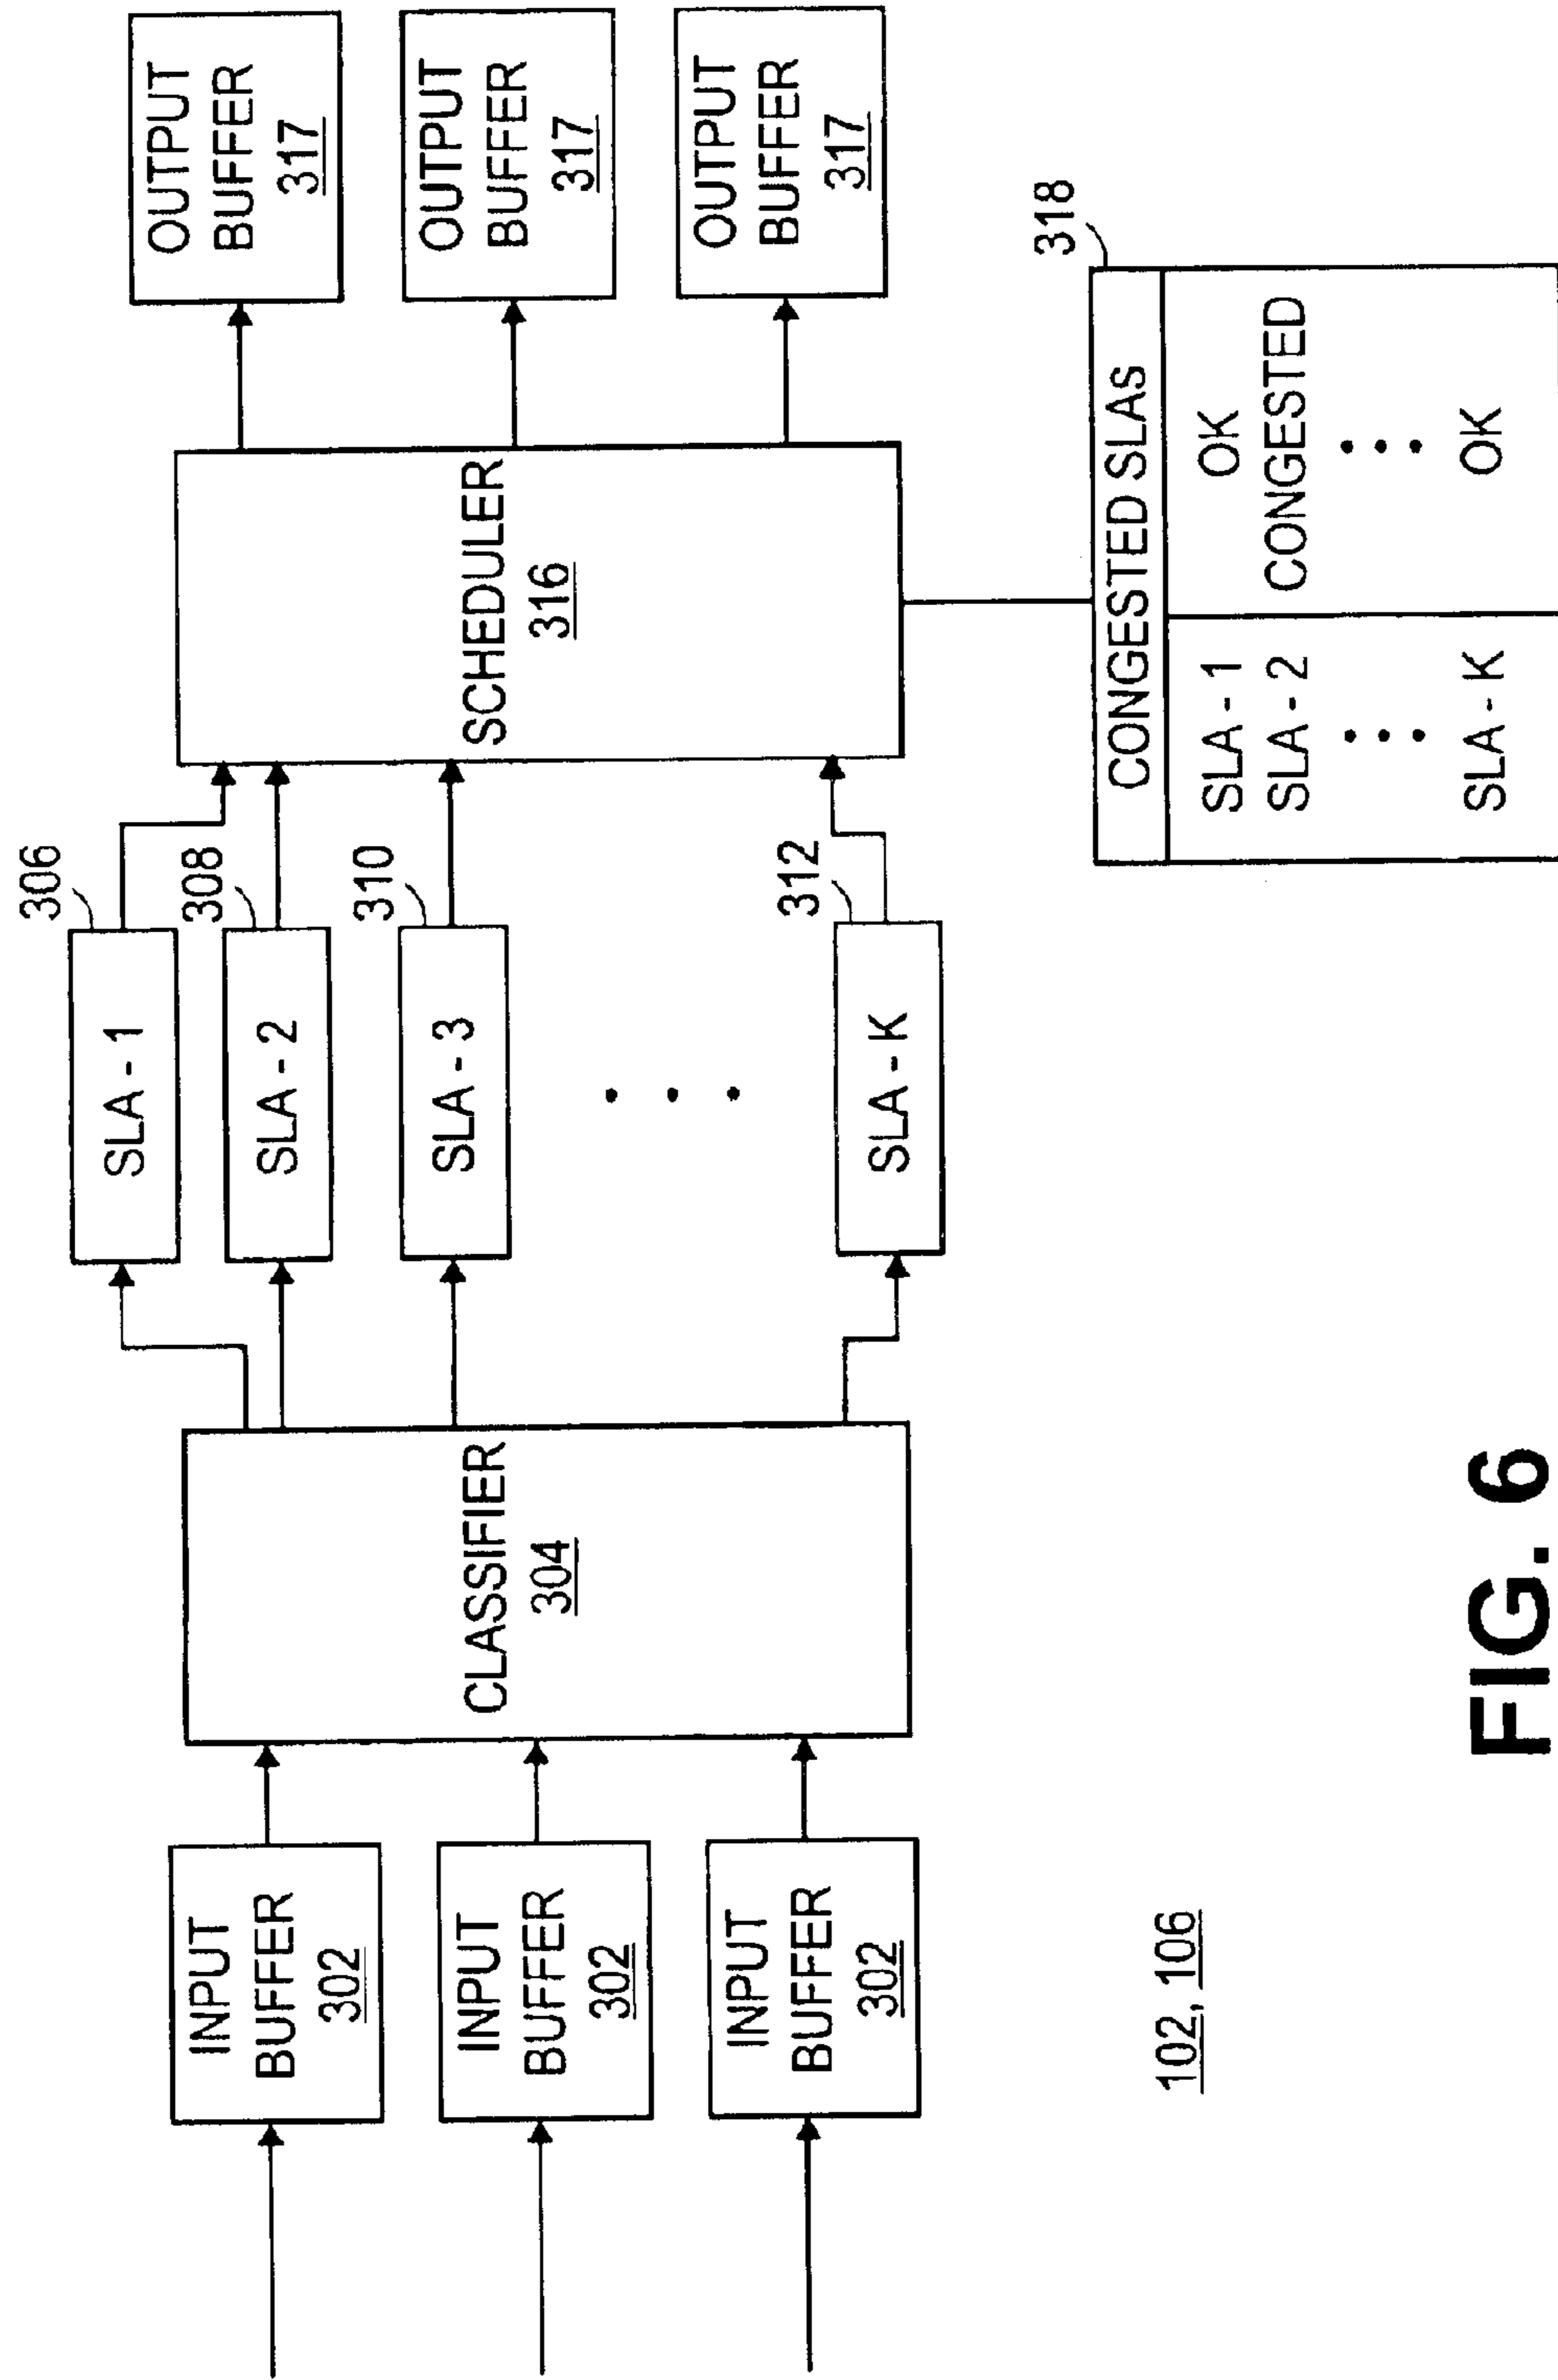 INPUT
BUFFER
302
INPUT
BUFFER
302
INPUT
BUFFER
302
CLASSIFIER
304
306
SLA - 1
308
SLA - 2
310
SLA - 3
312
SLA - K
SCHEDULER
316
OUTPUT
BUFFER
317
OUTPUT
BUFFER
317
OUTPUT
BUFFER
317
318
CONGESTED SLAs
SLA - 1 OK
SLA - 2 CONGESTED
SLA - K OK
102, 106
FIG. 6